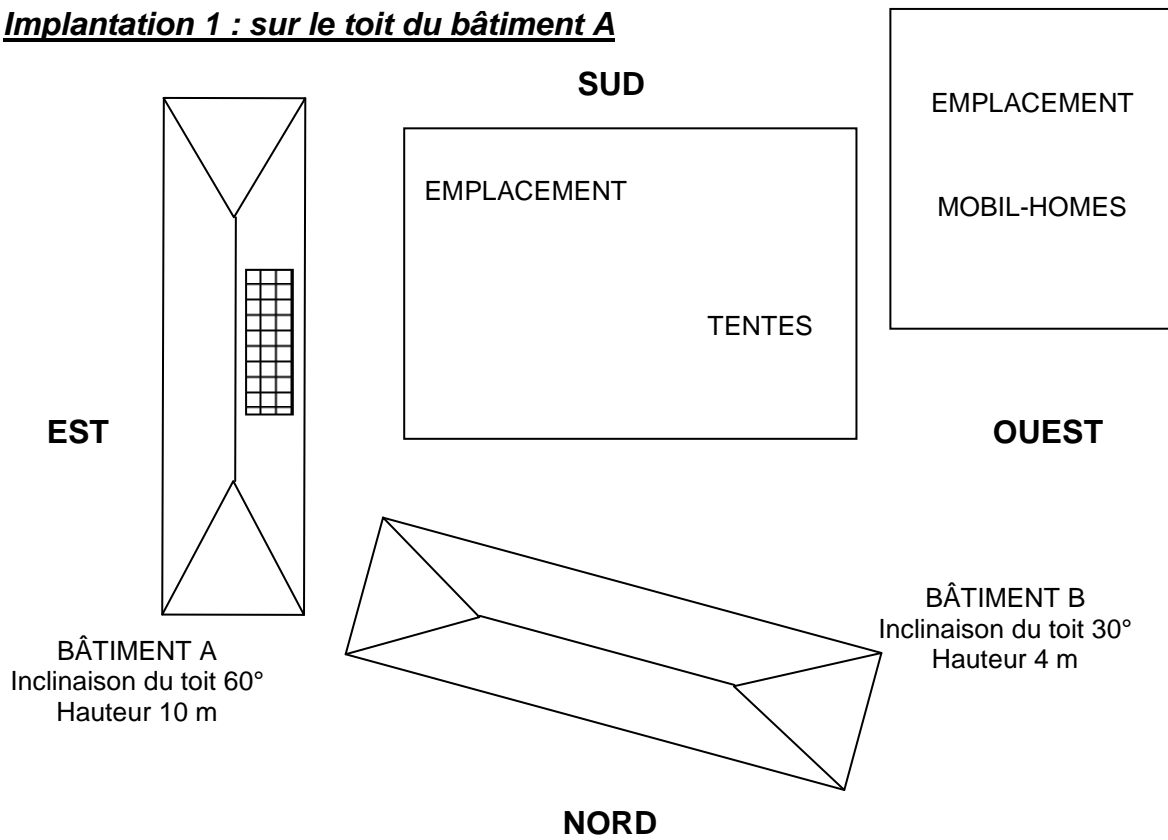 Implantation 1 : sur le toit du bâtiment A
SUD
EMPLACEMENT
MOBIL-HOMES
EMPLACEMENT
TENTES
EST
OUEST
BÂTIMENT A
Inclinaison du toit 60°
Hauteur 10 m
BÂTIMENT B
Inclinaison du toit 30°
Hauteur 4 m
NORD